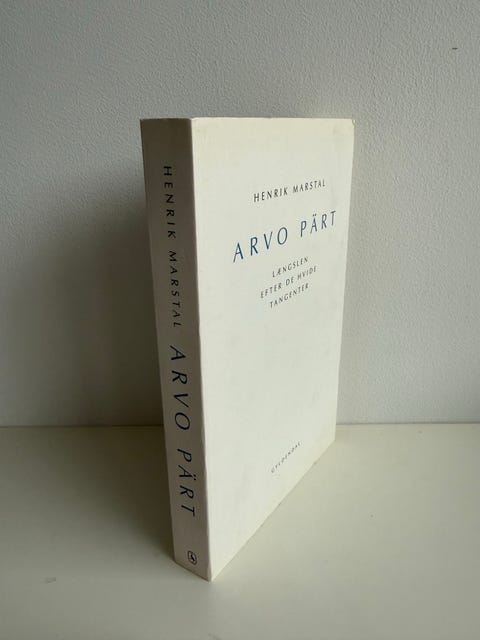 HENRIK MARSTAL
ARVO PÄRT
LÆNGSLEN
EFTER DE HVIDE
TANGENTER
GYLDENDAL
HENRIK MARSTAL ARVO PÄRT